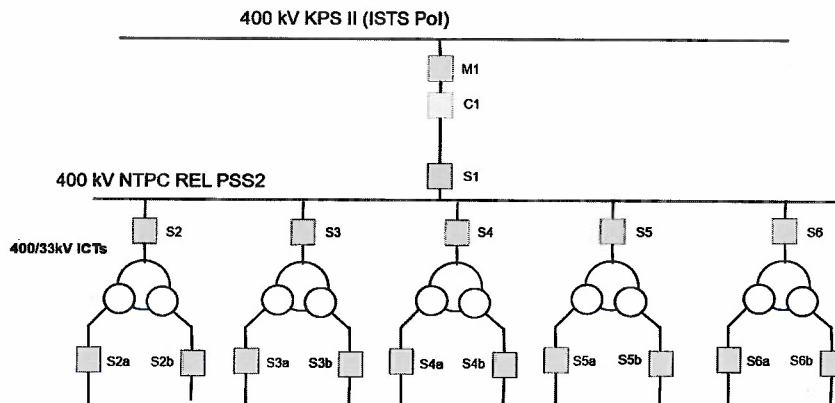 400 kV KPS II (ISTS Pol)
M1
C1
S1
400 kV NTPC REL PSS2
S2
S3
S4
S5
S6
400/33kV ICTs
S2a
S2b
S3a
S3b
S4a
S4b
S5a
S5b
S6a
S6b